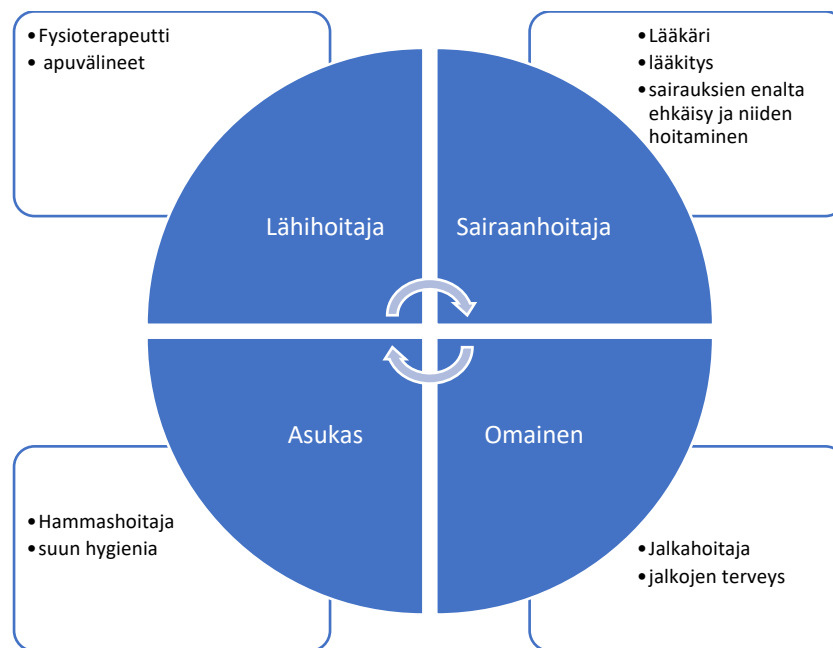 •Fysioterapeutti
• apuvälineet
•Lääkäri
•lääkitys
•sairauksien enalta
ehkäisy ja niiden
hoitaminen
Lähihoitaja
Sairaanhoitaja
Asukas
Omainen
•Hammashoitaja
•suun hygienia
•Jalkahoitaja
•jalkojen terveys